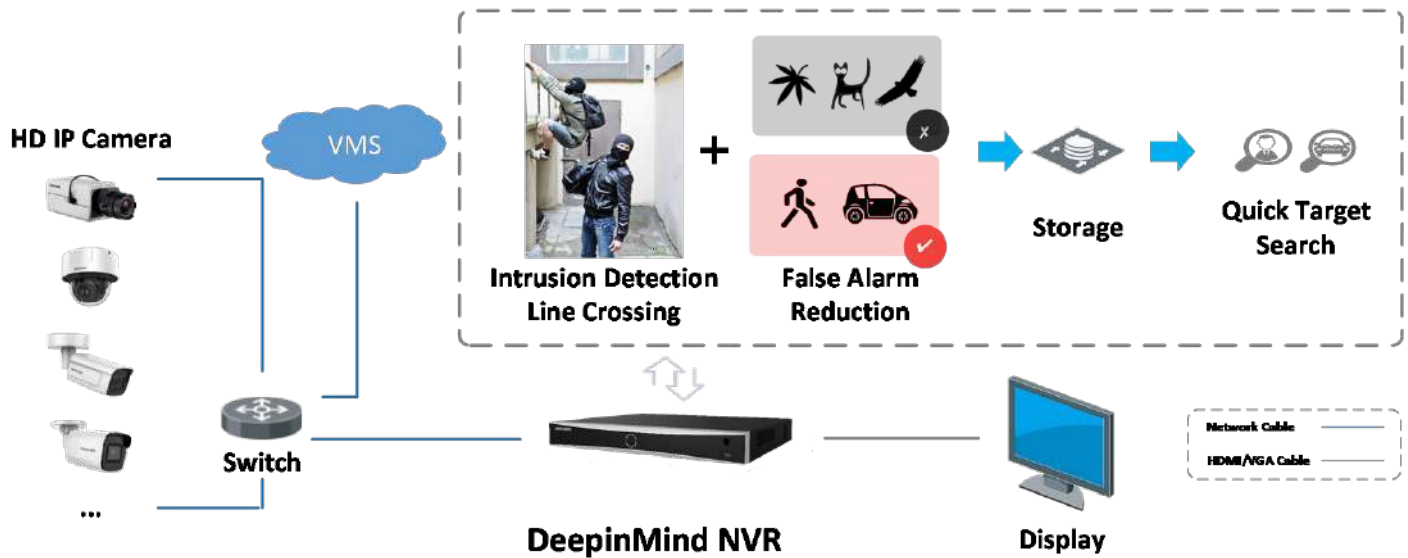 HD IP Camera
VMS
x
Intrusion Detection
Line Crossing
+
False Alarm
Reduction
Storage
Quick Target
Search
Switch
...
DeepinMind NVR
Display
Network Cable
HDMI/VGA Cable